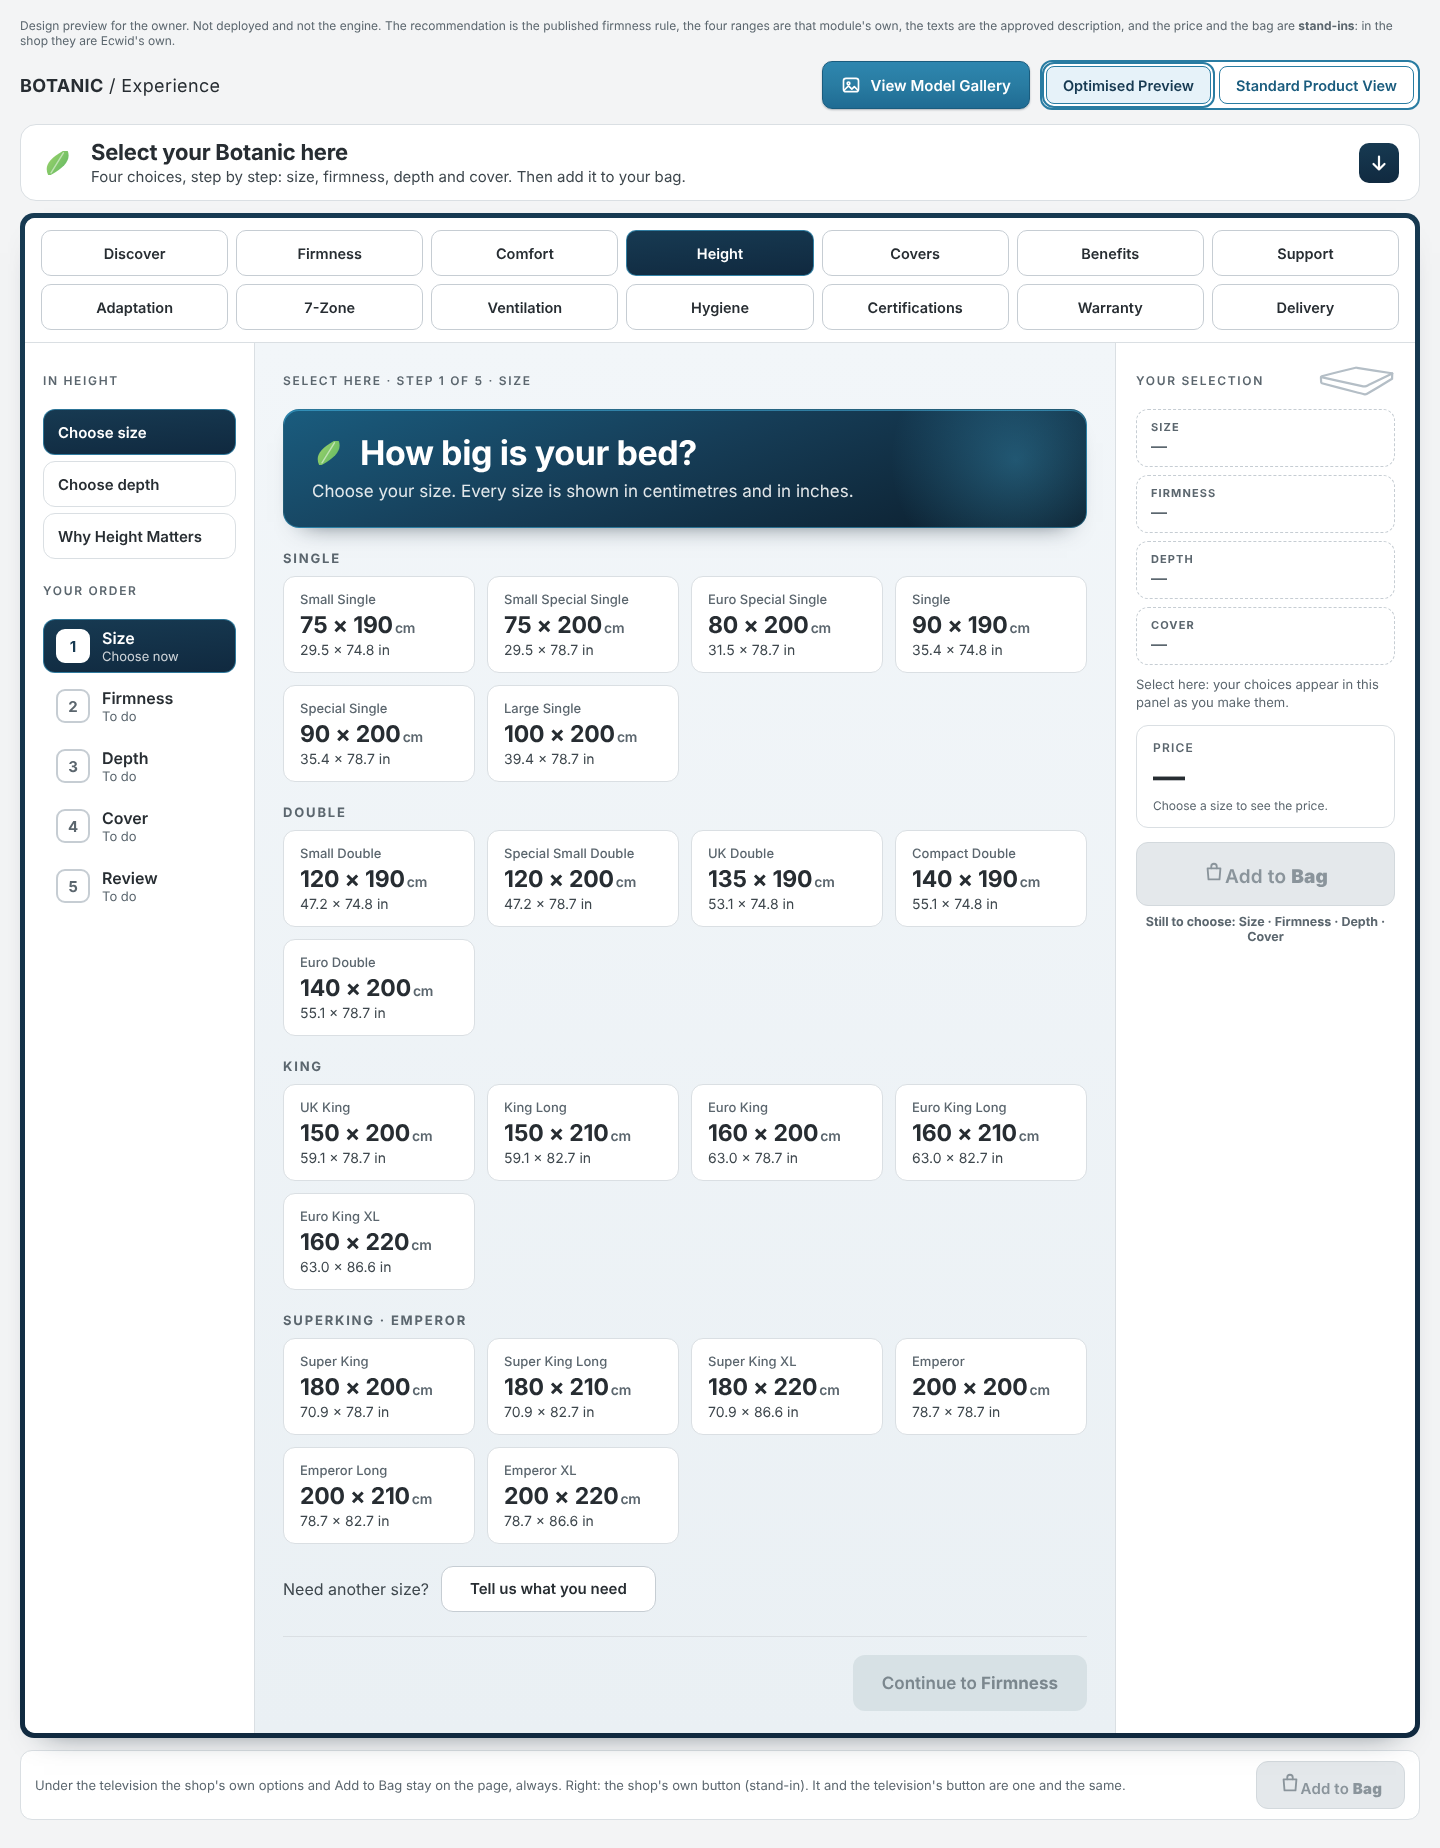 Design preview for the owner. Not deployed and not the engine. The recommendation is the published firmness rule, the four ranges are that module's own, the texts are the approved description, and the price and the bag are stand-ins: in the
shop they are Ecwid's own.
BOTANIC / Experience
View Model Gallery
Optimised Preview
Standard Product View
Select your Botanic here
Four choices, step by step: size, firmness, depth and cover. Then add it to your bag.
Discover
Firmness
Comfort
Height
Covers
Benefits
Support
Adaptation
7-Zone
Ventilation
Hygiene
Certifications
Warranty
Delivery
IN HEIGHT
Choose size
Choose depth
Why Height Matters
YOUR ORDER
1
Size
Choose now
2
Firmness
To do
3
Depth
To do
4
Cover
To do
5
Review
To do
SELECT HERE · STEP 1 OF 5 · SIZE
How big is your bed?
Choose your size. Every size is shown in centimetres and in inches.
SINGLE
Small Single
75 × 190 cm
29.5 × 74.8 in
Small Special Single
75 × 200 cm
29.5 × 78.7 in
Euro Special Single
80 × 200 cm
31.5 × 78.7 in
Single
90 × 190 cm
35.4 × 74.8 in
Special Single
90 × 200 cm
35.4 × 78.7 in
Large Single
100 × 200 cm
39.4 × 78.7 in
DOUBLE
Small Double
120 × 190 cm
47.2 × 74.8 in
Special Small Double
120 × 200 cm
47.2 × 78.7 in
UK Double
135 × 190 cm
53.1 × 74.8 in
Compact Double
140 × 190 cm
55.1 × 74.8 in
Euro Double
140 × 200 cm
55.1 × 78.7 in
KING
UK King
150 × 200 cm
59.1 × 78.7 in
King Long
150 × 210 cm
59.1 × 82.7 in
Euro King
160 × 200 cm
63.0 × 78.7 in
Euro King Long
160 × 210 cm
63.0 × 82.7 in
Euro King XL
160 × 220 cm
63.0 × 86.6 in
SUPERKING · EMPEROR
Super King
180 × 200 cm
70.9 × 78.7 in
Super King Long
180 × 210 cm
70.9 × 82.7 in
Super King XL
180 × 220 cm
70.9 × 86.6 in
Emperor
200 × 200 cm
78.7 × 78.7 in
Emperor Long
200 × 210 cm
78.7 × 82.7 in
Emperor XL
200 × 220 cm
78.7 × 86.6 in
Need another size?
Tell us what you need
Continue to Firmness
YOUR SELECTION
SIZE
—
FIRMNESS
—
DEPTH
—
COVER
—
Select here: your choices appear in this
panel as you make them.
PRICE
—
Choose a size to see the price.
Add to Bag
Still to choose: Size · Firmness · Depth ·
Cover
Under the television the shop's own options and Add to Bag stay on the page, always. Right: the shop's own button (stand-in). It and the television's button are one and the same.
Add to Bag